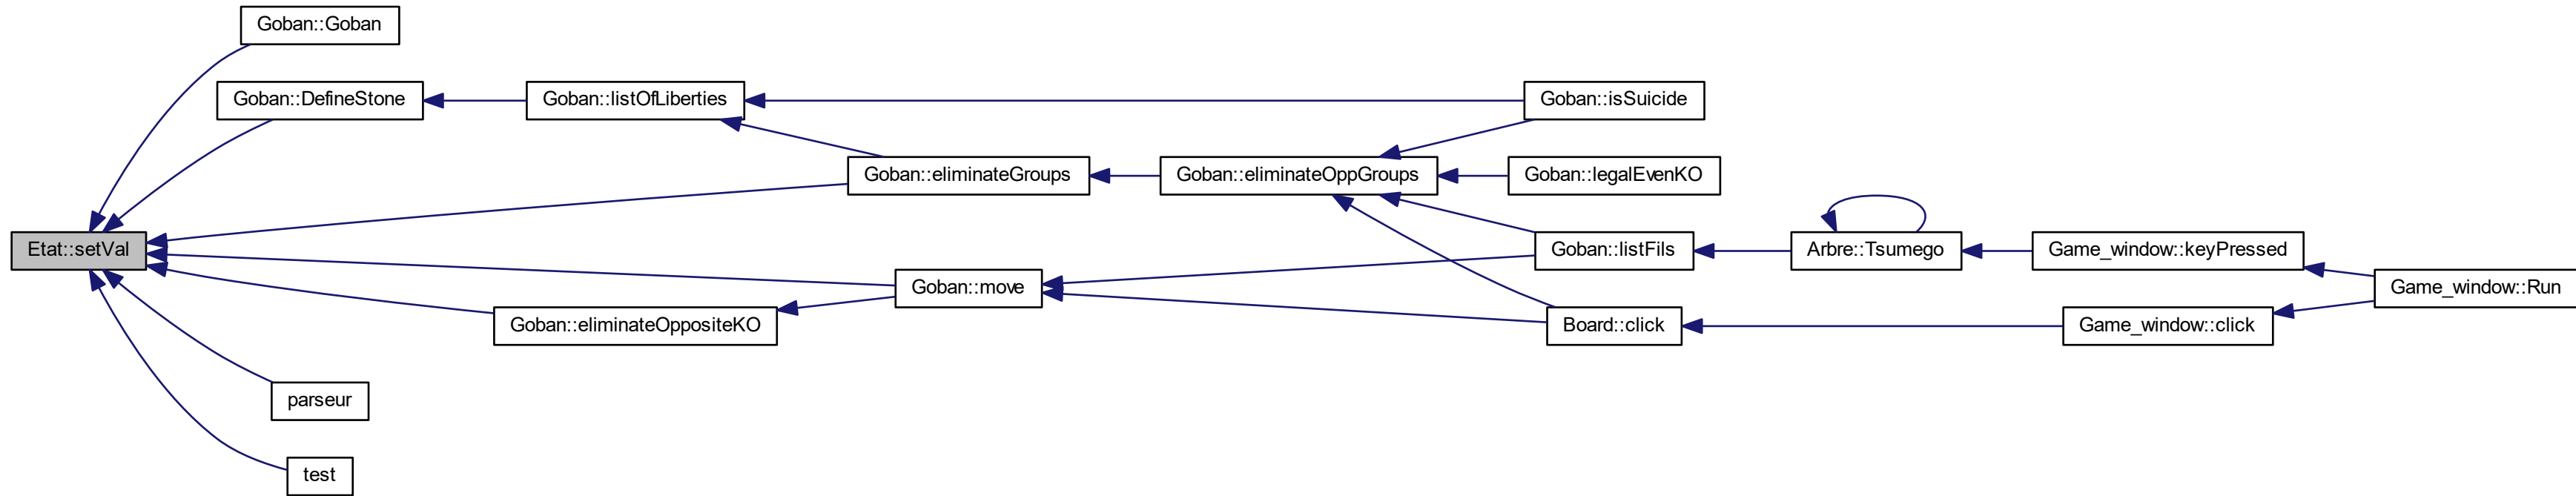 Goban::Goban
Goban::DefineStone
Goban::listOfLiberties
Goban::isSuicide
Goban::eliminateGroups
Goban::eliminateOppGroups
Goban::legalEvenKO
Etat::setVal
Goban::listFils
Arbre::Tsumego
Game_window::keyPressed
Goban::move
Game_window::Run
Goban::eliminateOppositeKO
Board::click
Game_window::click
parseur
test